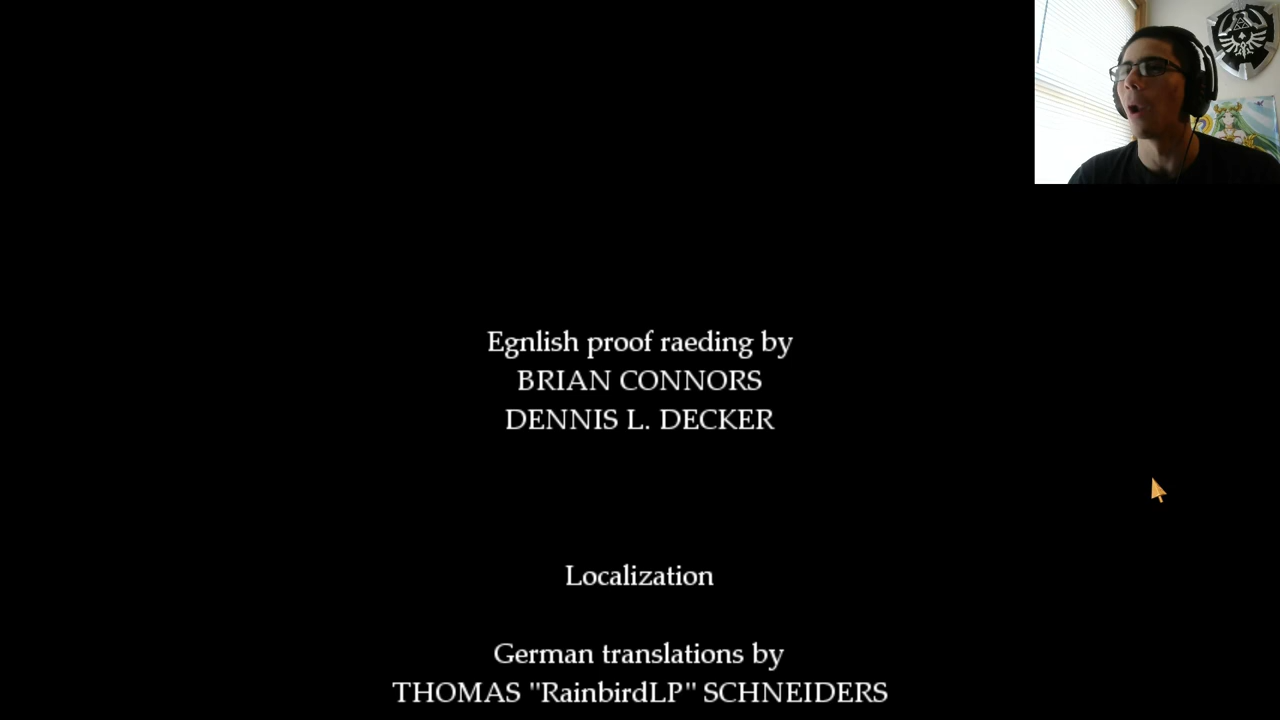 Egnlish proof raeding by
BRIAN CONNORS
DENNIS L. DECKER
Localization
German translations by
THOMAS "RainbirdLP" SCHNEIDERS